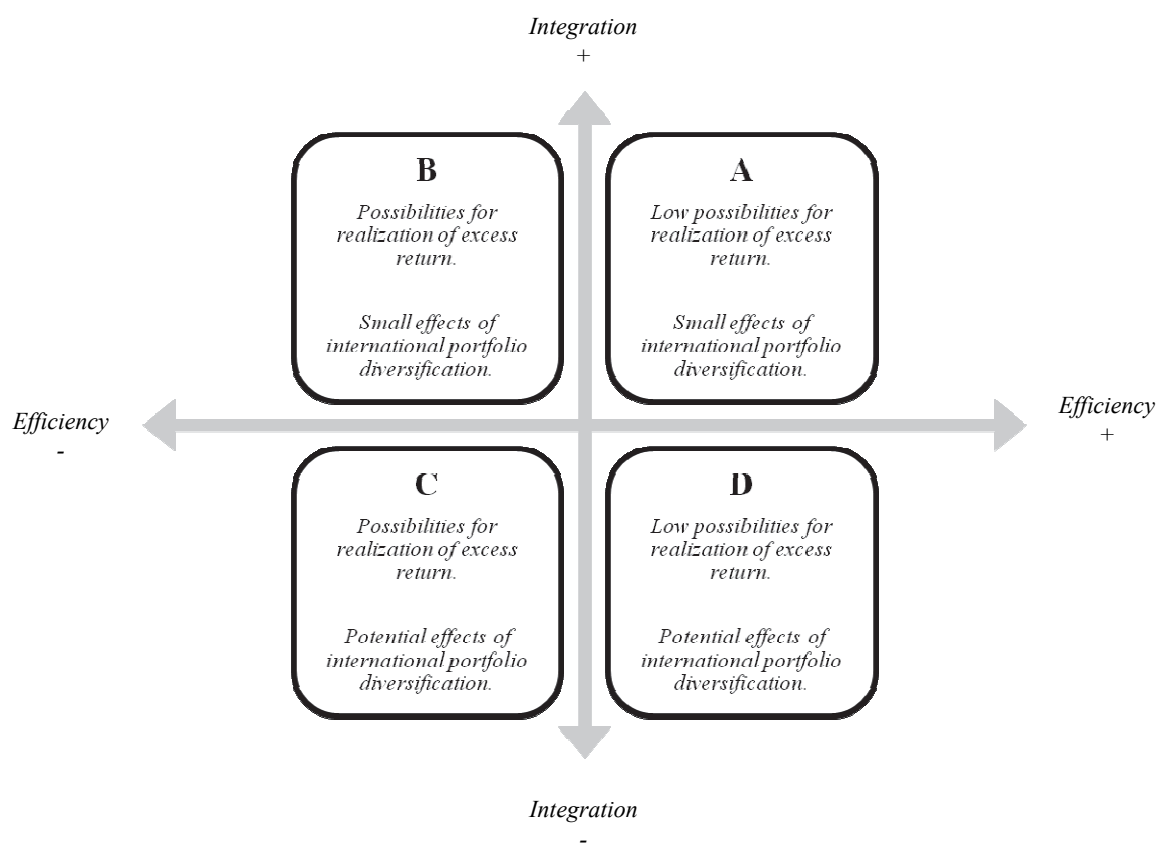 Integration
+
B
Possibilities for
realization of excess
return.
Small effects of
international portfolio
diversification.
A
Low possibilities for
realization of excess
return.
Small effects of
international portfolio
diversification.
Efficiency
-
Efficiency
+
C
Possibilities for
realization of excess
return.
Potential effects of
international portfolio
diversification.
D
Low possibilities for
realization of excess
return.
Potential effects of
international portfolio
diversification.
Integration
-